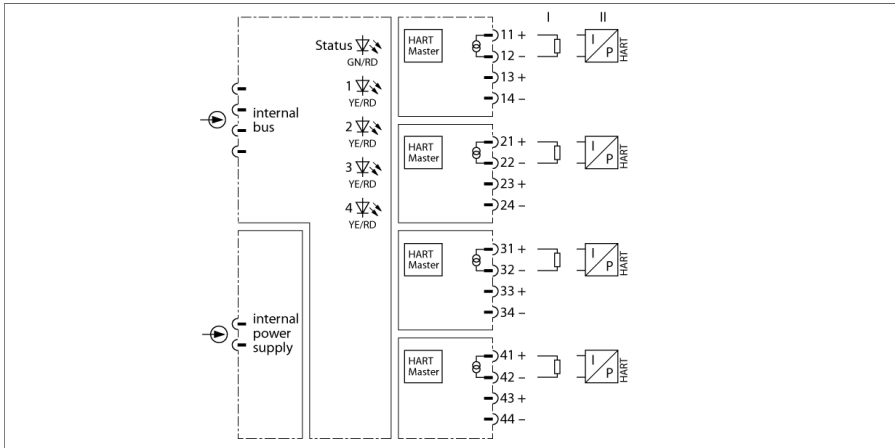 I II
Status
GN/RD
1
YE/RD
2
YE/RD
3
YE/RD
4
YE/RD
internal
bus
internal
power
supply
HART
Master
11 +
12 –
13 +
14 –
I
P
HART
HART
Master
21 +
22 –
23 +
24 –
I
P
HART
HART
Master
31 +
32 –
33 +
34 –
I
P
HART
HART
Master
41 +
42 –
43 +
44 –
I
P
HART